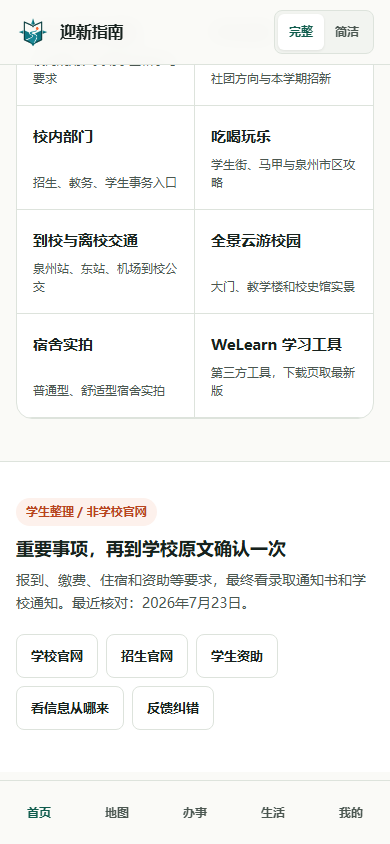 迎新指南
完整
简洁
要求
社团方向与本学期招新
校内部门
招生、教务、学生事务入口
吃喝玩乐
学生街、马甲与泉州市区攻
略
到校与离校交通
泉州站、东站、机场到校公
交
全景云游校园
大门、教学楼和校史馆实景
宿舍实拍
普通型、舒适型宿舍实拍
WeLearn 学习工具
第三方工具，下载页取最新
版
学生整理 / 非学校官网
重要事项，再到学校原文确认一次
报到、缴费、住宿和资助等要求，最终看录取通知书和学
校通知。最近核对：2026年7月23日。
学校官网
招生官网
学生资助
看信息从哪来
反馈纠错
首页
地图
办事
生活
我的